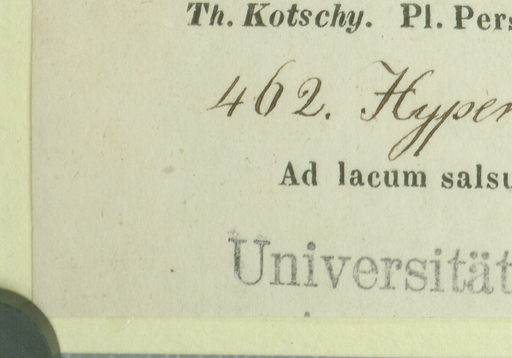 Th. Kotschy. Pl. Pers
462. Hyper
Ad lacum salsu
Universität